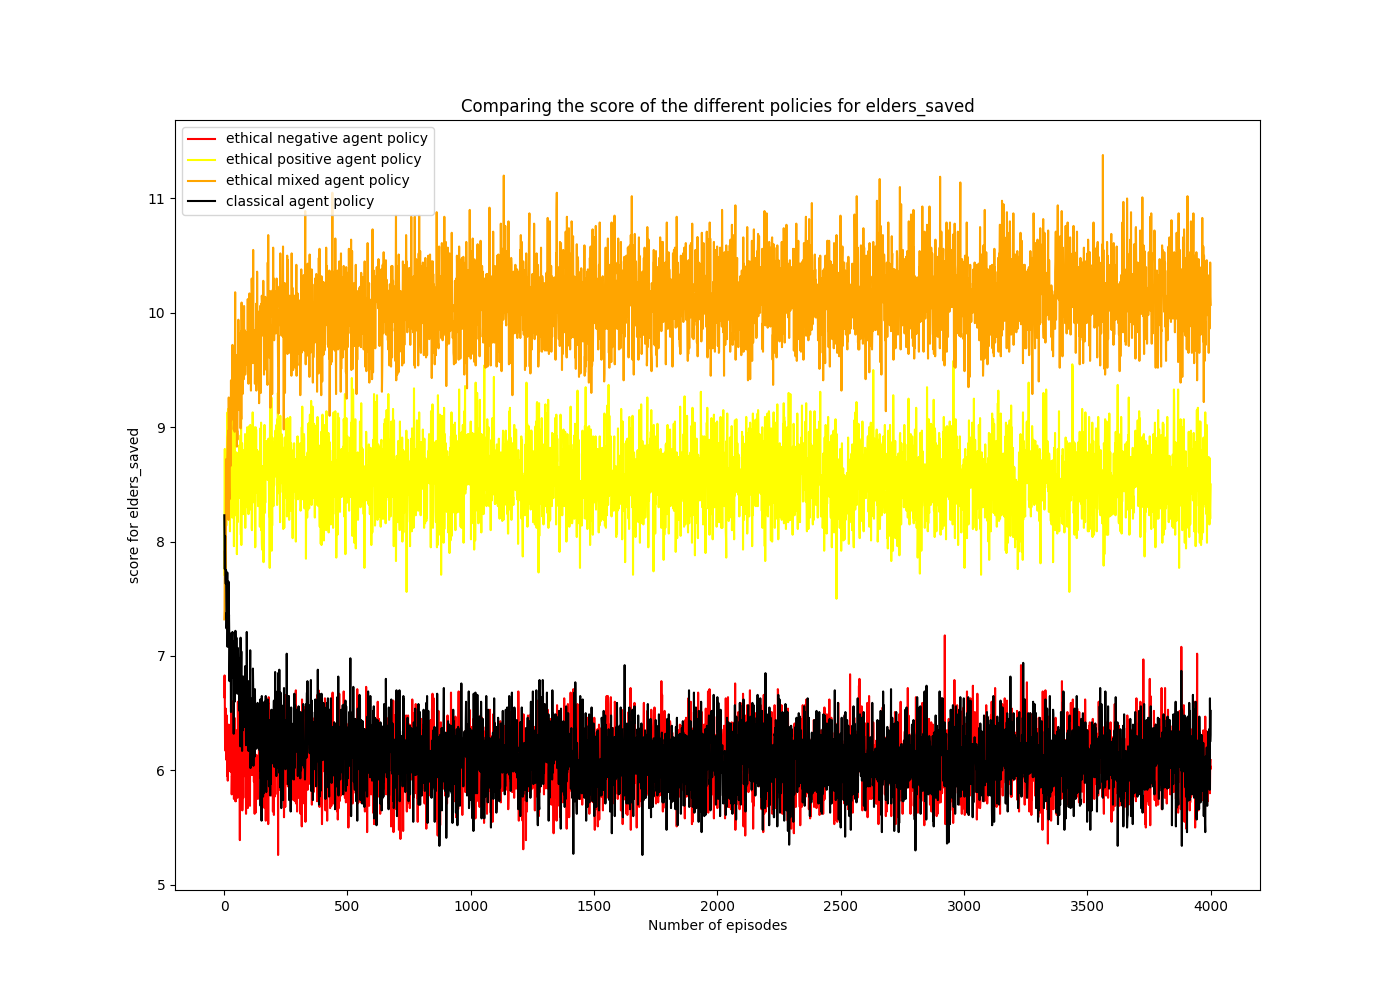 Comparing the score of the different policies for elders_saved
ethical negative agent policy
ethical positive agent policy
ethical mixed agent policy
classical agent policy
score for elders_saved
11
10
9
8
7
6
5
0 500 1000 1500 2000 2500 3000 3500 4000
Number of episodes